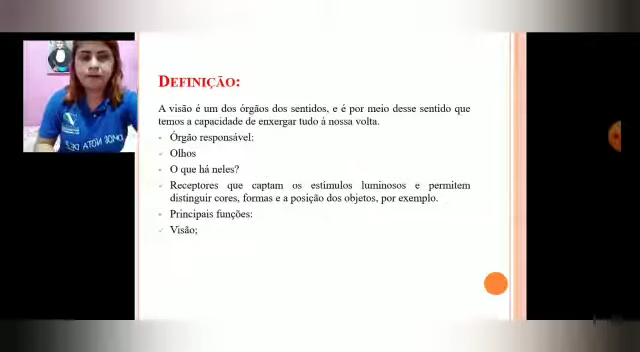 DEFINIÇÃO:
A visão é um dos órgãos dos sentidos, e é por meio desse sentido que
temos a capacidade de enxergar tudo à nossa volta.
Órgão responsável:
Olhos
O que há neles?
Receptores que captam os estímulos luminosos e permitem
distinguir cores, formas e a posição dos objetos, por exemplo.
Principais funções:
Visão;